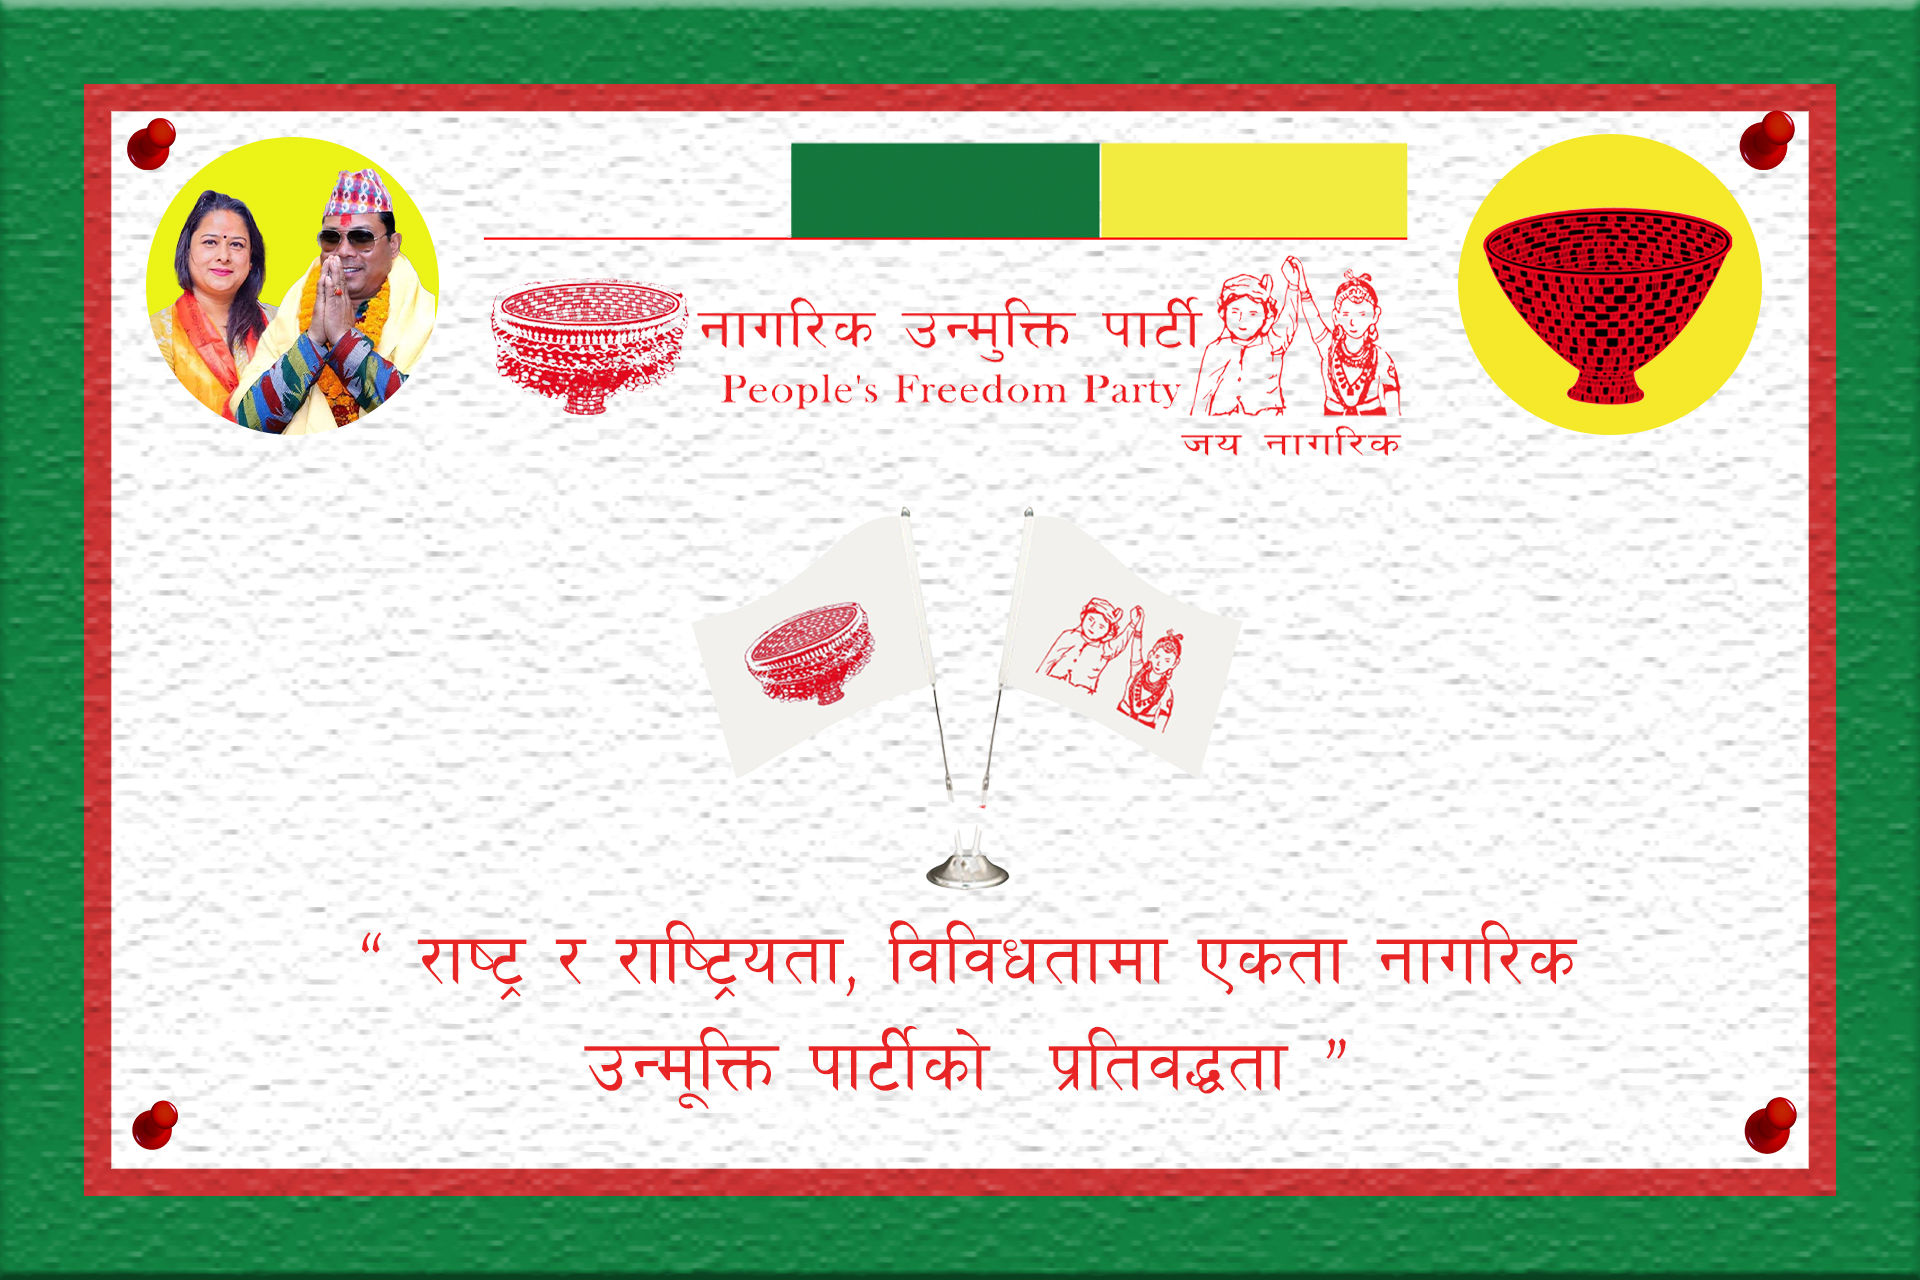 नागरिक उन्मुक्ति पार्टी
People's Freedom Party
जय नागरिक
“ राष्ट्र र राष्ट्रियता, विविधतामा एकता नागरिक
उन्मूक्ति पार्टीको प्रतिवद्धता ”